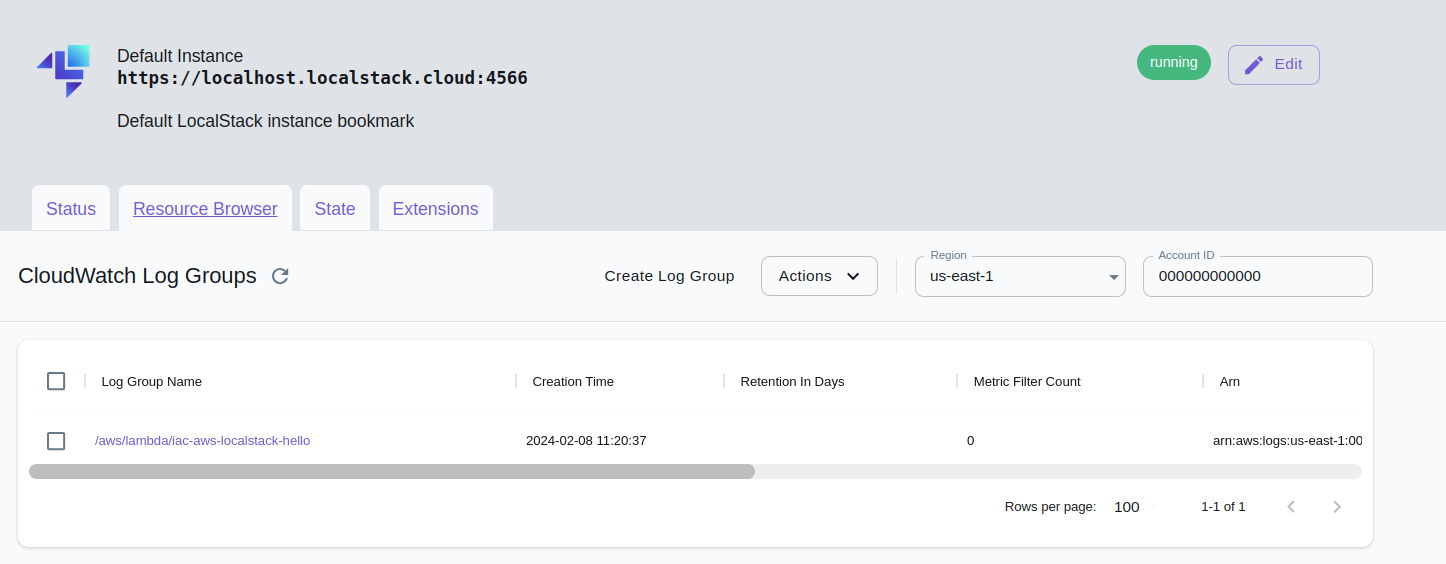 Default Instance
https://localhost.localstack.cloud:4566
running
Edit
Default LocalStack instance bookmark
Status
Resource Browser
State
Extensions
CloudWatch Log Groups
Create Log Group
Actions
Region
us-east-1
Account ID
000000000000
Log Group Name
Creation Time
Retention In Days
Metric Filter Count
Arn
/aws/lambda/iac-aws-localstack-hello
2024-02-08 11:20:37
0
arn:aws:logs:us-east-1:00
Rows per page:
100
1-1 of 1